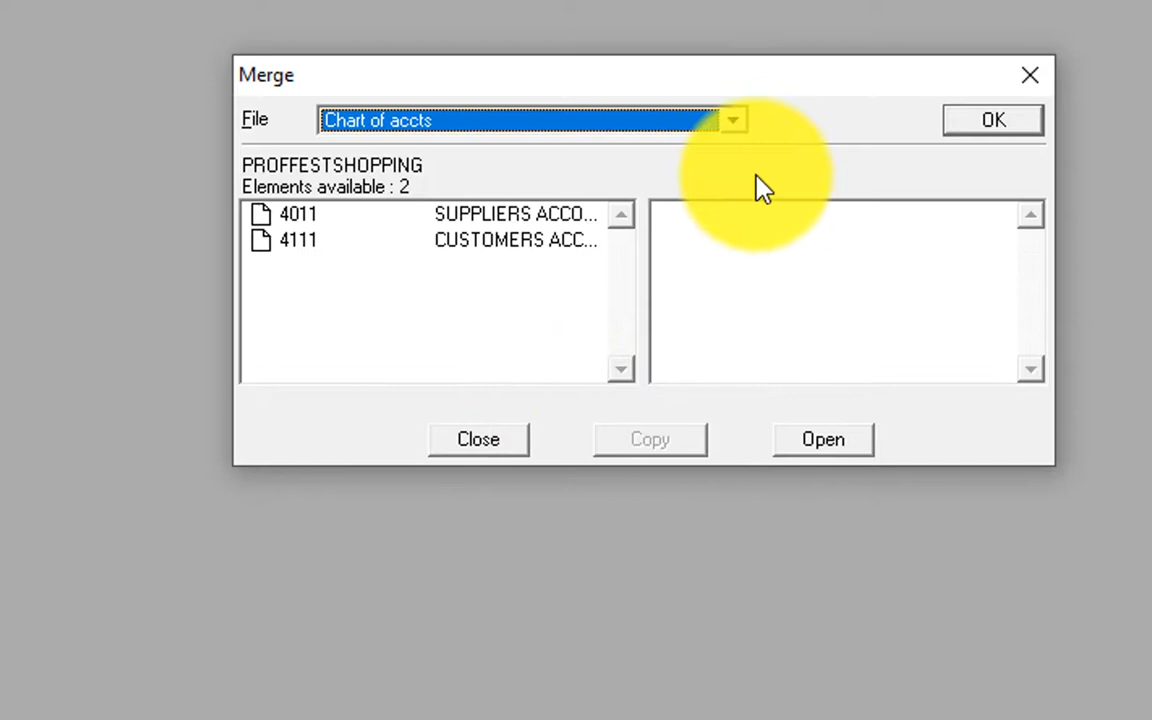 Merge
File Chart of accts OK
PROFFESTSHOPPING
Elements available : 2
4011 SUPPLIERS ACCO...
4111 CUSTOMERS ACC...
Close Copy Open